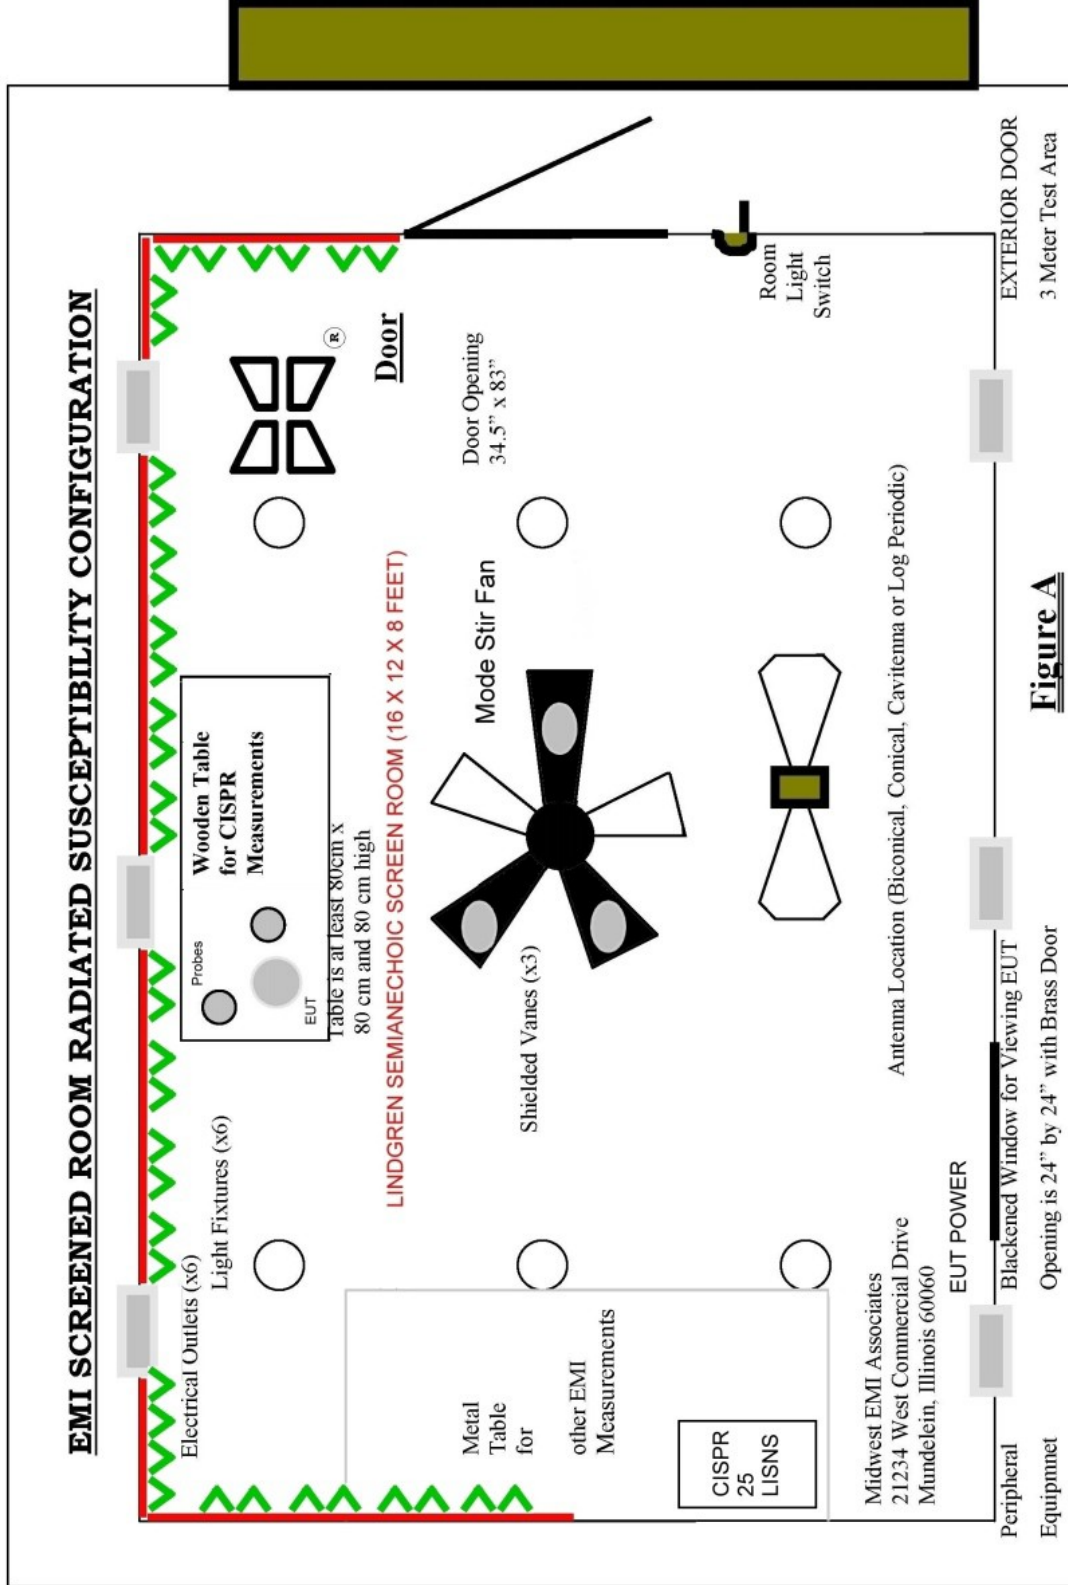 EMI SCREENED ROOM RADIATED SUSCEPTIBILITY CONFIGURATION
Electrical Outlets (x6)
Light Fixtures (x6)
Probes
EUT
Wooden Table
for CISPR
Measurements
Table is at least 80cm x
80 cm and 80 cm high
®
Door
LINDGREN SEMIANECHOIC SCREEN ROOM (16 X 12 X 8 FEET)
Door Opening
34.5” x 83”
Mode Stir Fan
Shielded Vanes (x3)
Metal
Table
for
other EMI
Measurements
CISPR
25
LISNS
Room
Light
Switch
Antenna Location (Biconical, Conical, Cavitenna or Log Periodic)
Midwest EMI Associates
21234 West Commercial Drive
Mundelein, Illinois 60060
EUT POWER
Peripheral
Equipmnet
Blackened Window for Viewing EUT
Opening is 24” by 24” with Brass Door
EXTERIOR DOOR
3 Meter Test Area
Figure A